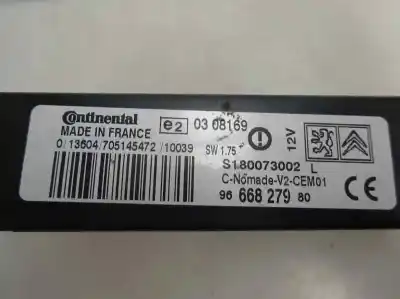 Continental
e2 03 08169
MADE IN FRANCE
12V
0/13604/705145472/10039 SW 1.75
S180073002 L
C-Nomade-V2-CEM01
96 668 279 80
CE